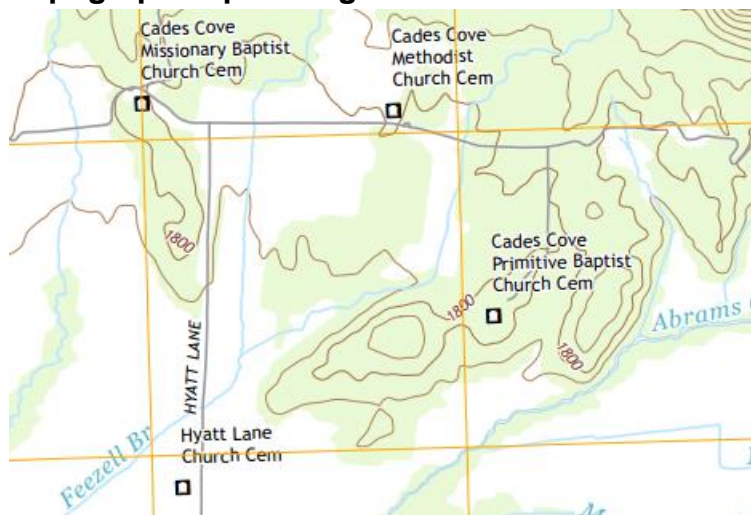 Cades Cove
Missionary Baptist
Church Cem
Cades Cove
Methodist
Church Cem
1800
Cades Cove
Primitive Baptist
Church Cem
1800
Abrams
1800
HYATT LANE
Hyatt Lane
Church Cem
Feezell Br